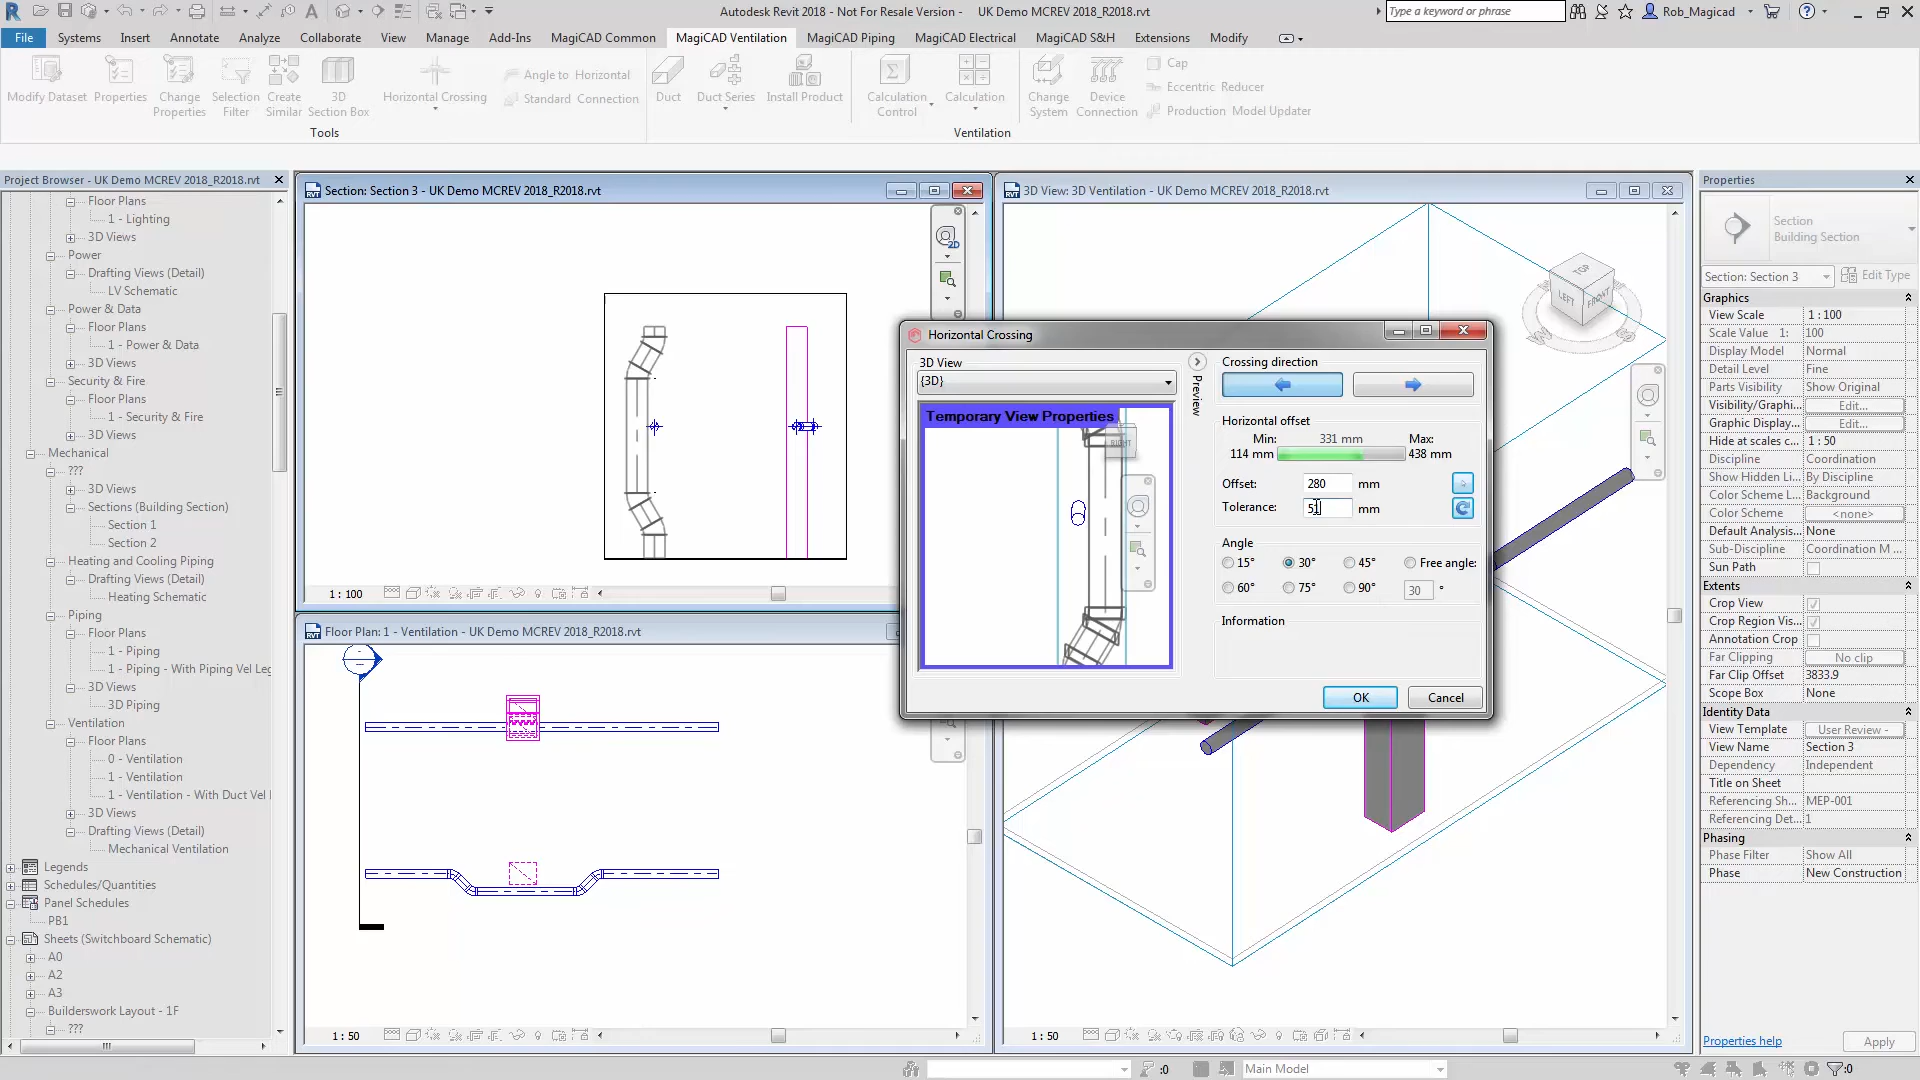 Autodesk Revit 2018 - Not For Resale Version - UK Demo MCREV 2018_R2018.rvt
Type a keyword or phrase
Rob_Magicad
File Systems Insert Annotate Analyze Collaborate View Manage Add-Ins MagiCAD Common MagiCAD Ventilation MagiCAD Piping MagiCAD Electrical MagiCAD S&H Extensions Modify
Modify Dataset
Properties
Change Properties
Selection Filter
Create Similar
3D Section Box
Horizontal Crossing
Angle to Horizontal
Standard Connection
Tools
Duct
Duct Series
Install Product
Calculation Control
Calculation
Change System
Device Connection
Cap
Eccentric Reducer
Production Model Updater
Ventilation
Project Browser - UK Demo MCREV 2018_R2018.rvt
Floor Plans
1 - Lighting
3D Views
Power
Drafting Views (Detail)
LV Schematic
Power & Data
Floor Plans
1 - Power & Data
3D Views
Security & Fire
Floor Plans
1 - Security & Fire
3D Views
Mechanical
???
3D Views
Sections (Building Section)
Section 1
Section 2
Heating and Cooling Piping
Drafting Views (Detail)
Heating Schematic
Piping
Floor Plans
1 - Piping
1 - Piping - With Piping Vel Leg
3D Views
3D Piping
Ventilation
Floor Plans
0 - Ventilation
1 - Ventilation
1 - Ventilation - With Duct Vel
3D Views
Drafting Views (Detail)
Mechanical Ventilation
Legends
Schedules/Quantities
Panel Schedules
PB1
Sheets (Switchboard Schematic)
A0
A2
A3
Builderswork Layout - 1F
???
Section: Section 3 - UK Demo MCREV 2018_R2018.rvt
2D
1 : 100
Floor Plan: 1 - Ventilation - UK Demo MCREV 2018_R2018.rvt
1 : 50
3D View: 3D Ventilation - UK Demo MCREV 2018_R2018.rvt
TOP
LEFT
FRONT
1 : 50
Horizontal Crossing
3D View
{3D}
Temporary View Properties
RIGHT
Preview
Crossing direction
Horizontal offset
Min: 331 mm Max:
114 mm 438 mm
Offset: 280 mm
Tolerance: 51 mm
Angle
15° 30° 45° Free angle:
60° 75° 90° 30 °
Information
OK Cancel
Properties
Section
Building Section
Section: Section 3 Edit Type
Graphics
View Scale 1 : 100
Scale Value 1: 100
Display Model Normal
Detail Level Fine
Parts Visibility Show Original
Visibility/Graphi... Edit...
Graphic Display... Edit...
Hide at scales c... 1 : 50
Discipline Coordination
Show Hidden Li... By Discipline
Color Scheme L... Background
Color Scheme <none>
Default Analysis... None
Sub-Discipline Coordination M ...
Sun Path
Extents
Crop View
Crop Region Vis...
Annotation Crop
Far Clipping No clip
Far Clip Offset 3833.9
Scope Box None
Identity Data
View Template User Review -
View Name Section 3
Dependency Independent
Title on Sheet
Referencing Sh... MEP-001
Referencing Det... 1
Phasing
Phase Filter Show All
Phase New Construction
Properties help Apply
:0
Main Model
:0